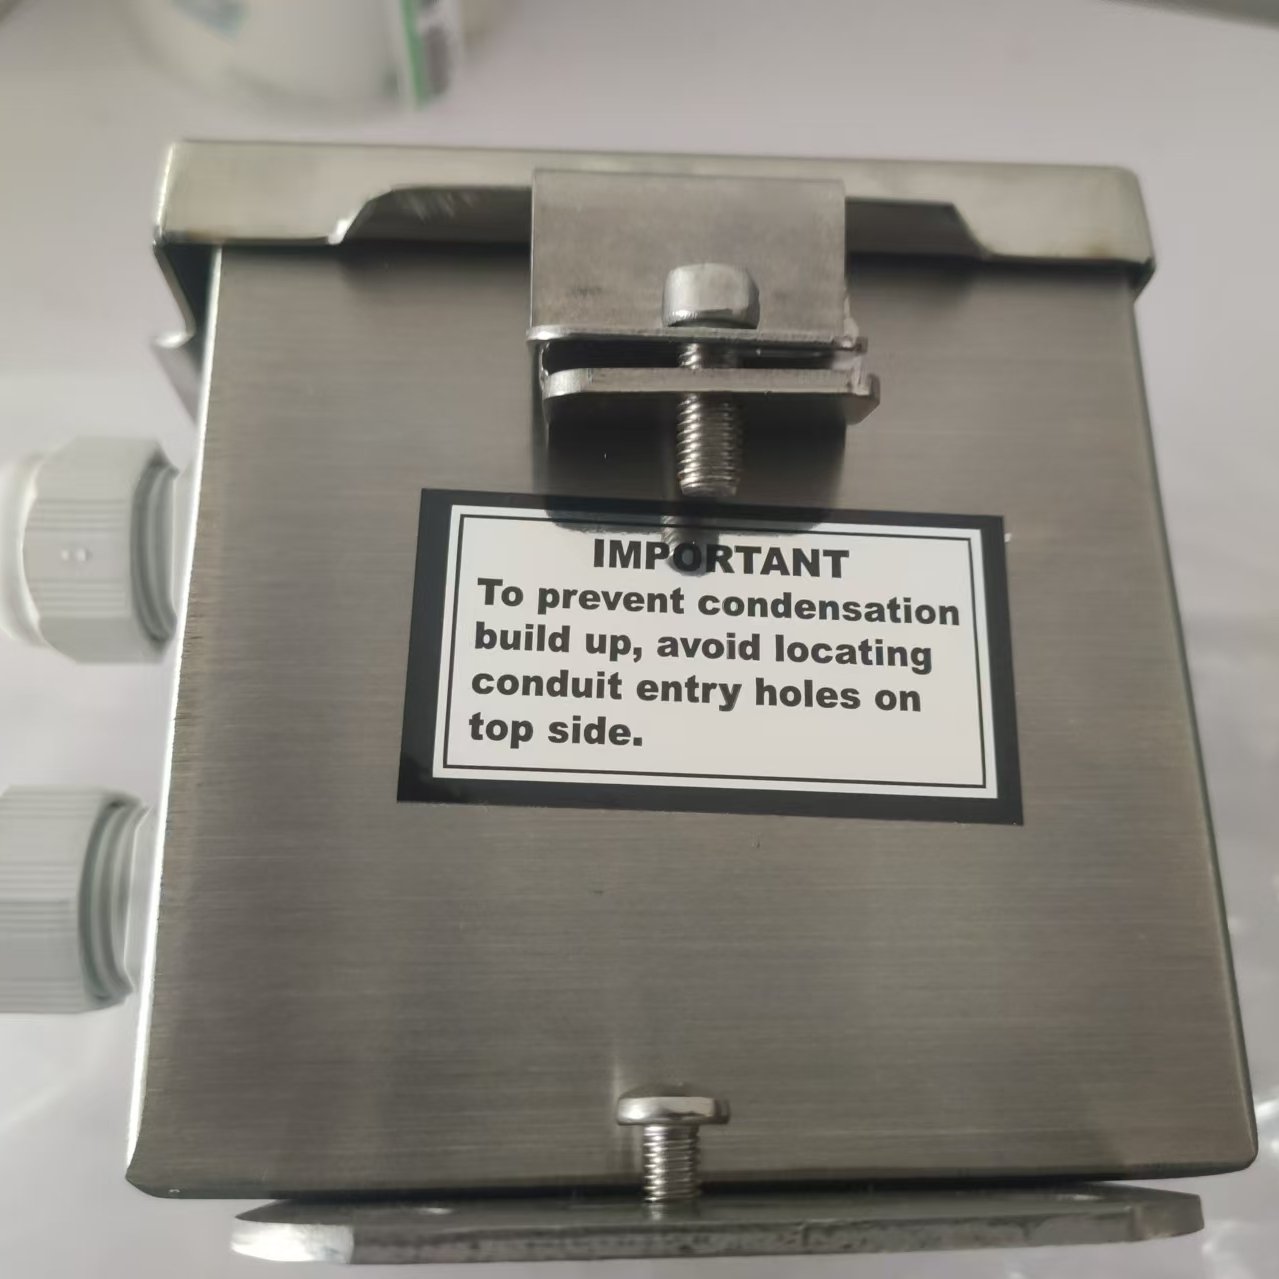 IMPORTANT
To prevent condensation
build up, avoid locating
conduit entry holes on
top side.